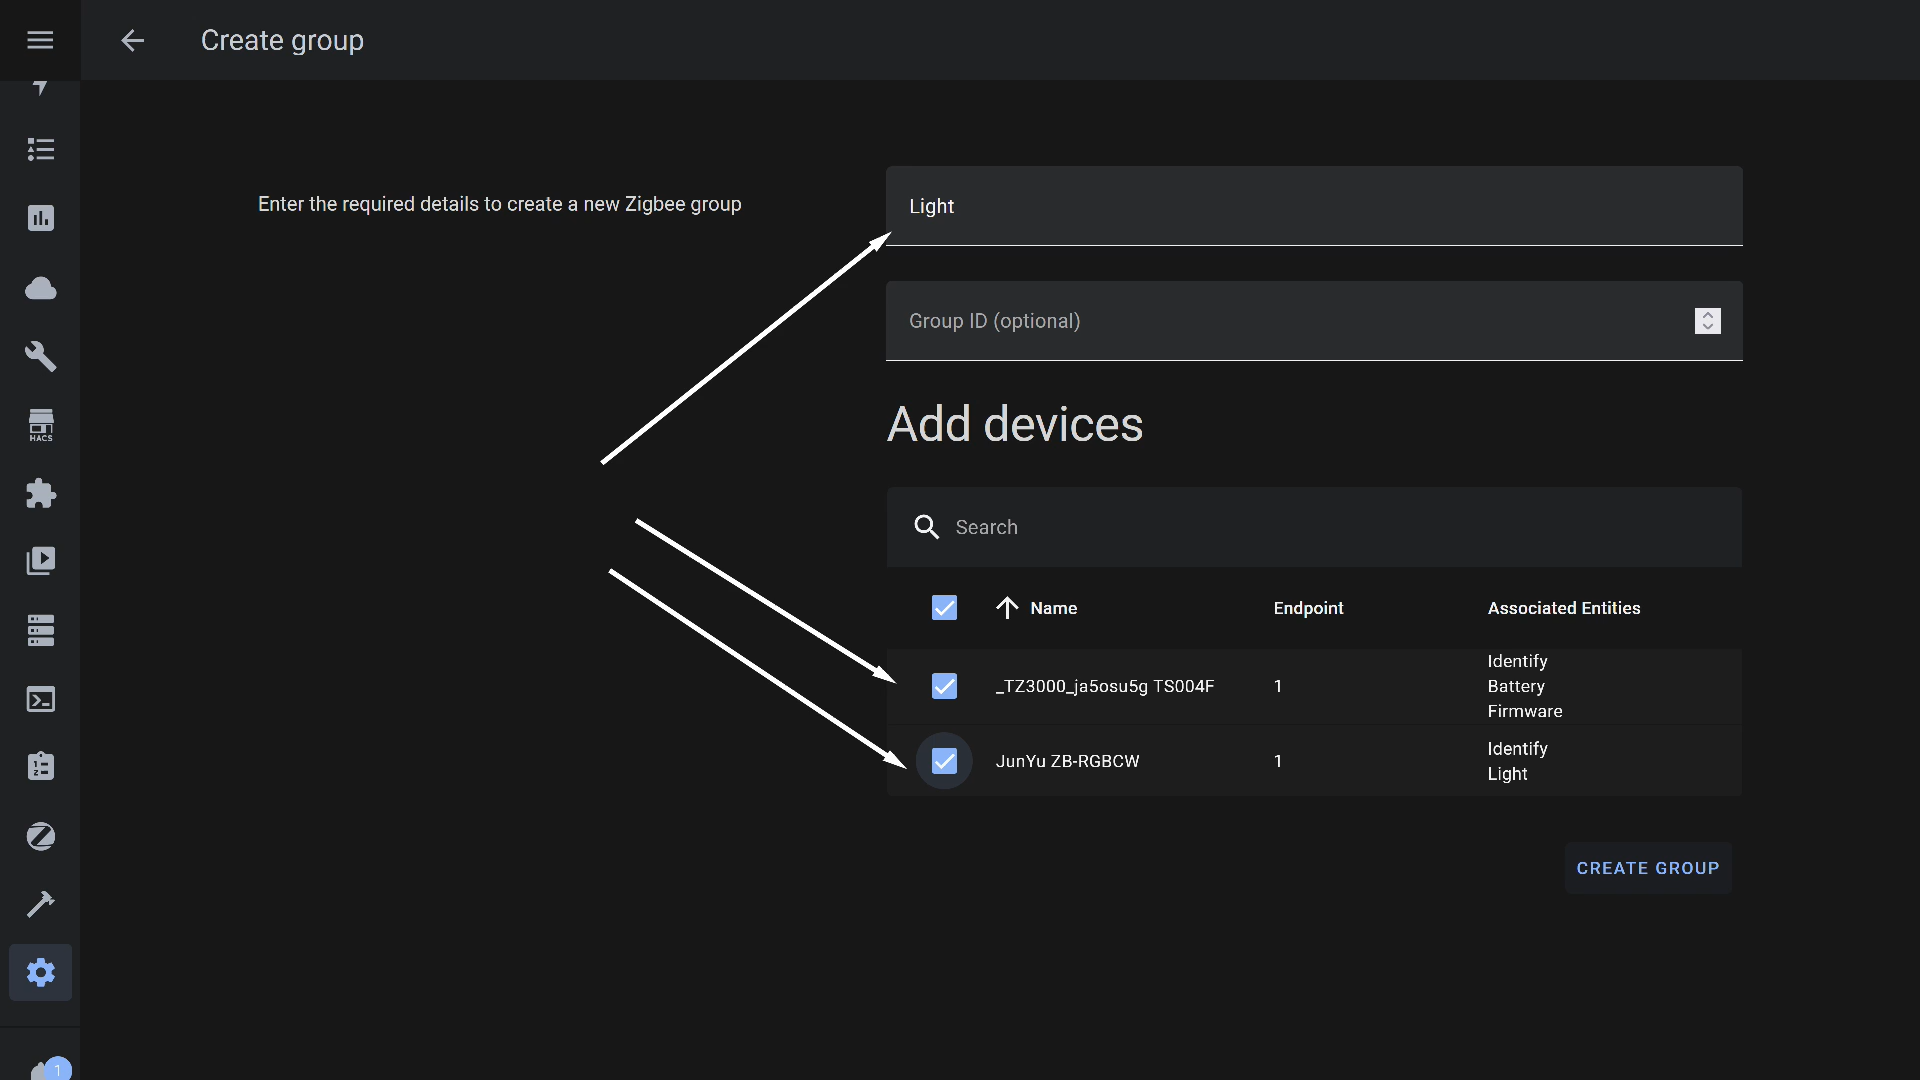 Create group
Enter the required details to create a new Zigbee group
Light
Group ID (optional)
Add devices
Search
Name Endpoint Associated Entities
_TZ3000_ja5osu5g TS004F 1 Identify
Battery
Firmware
JunYu ZB-RGBCW 1 Identify
Light
CREATE GROUP
HACS
1
2
1